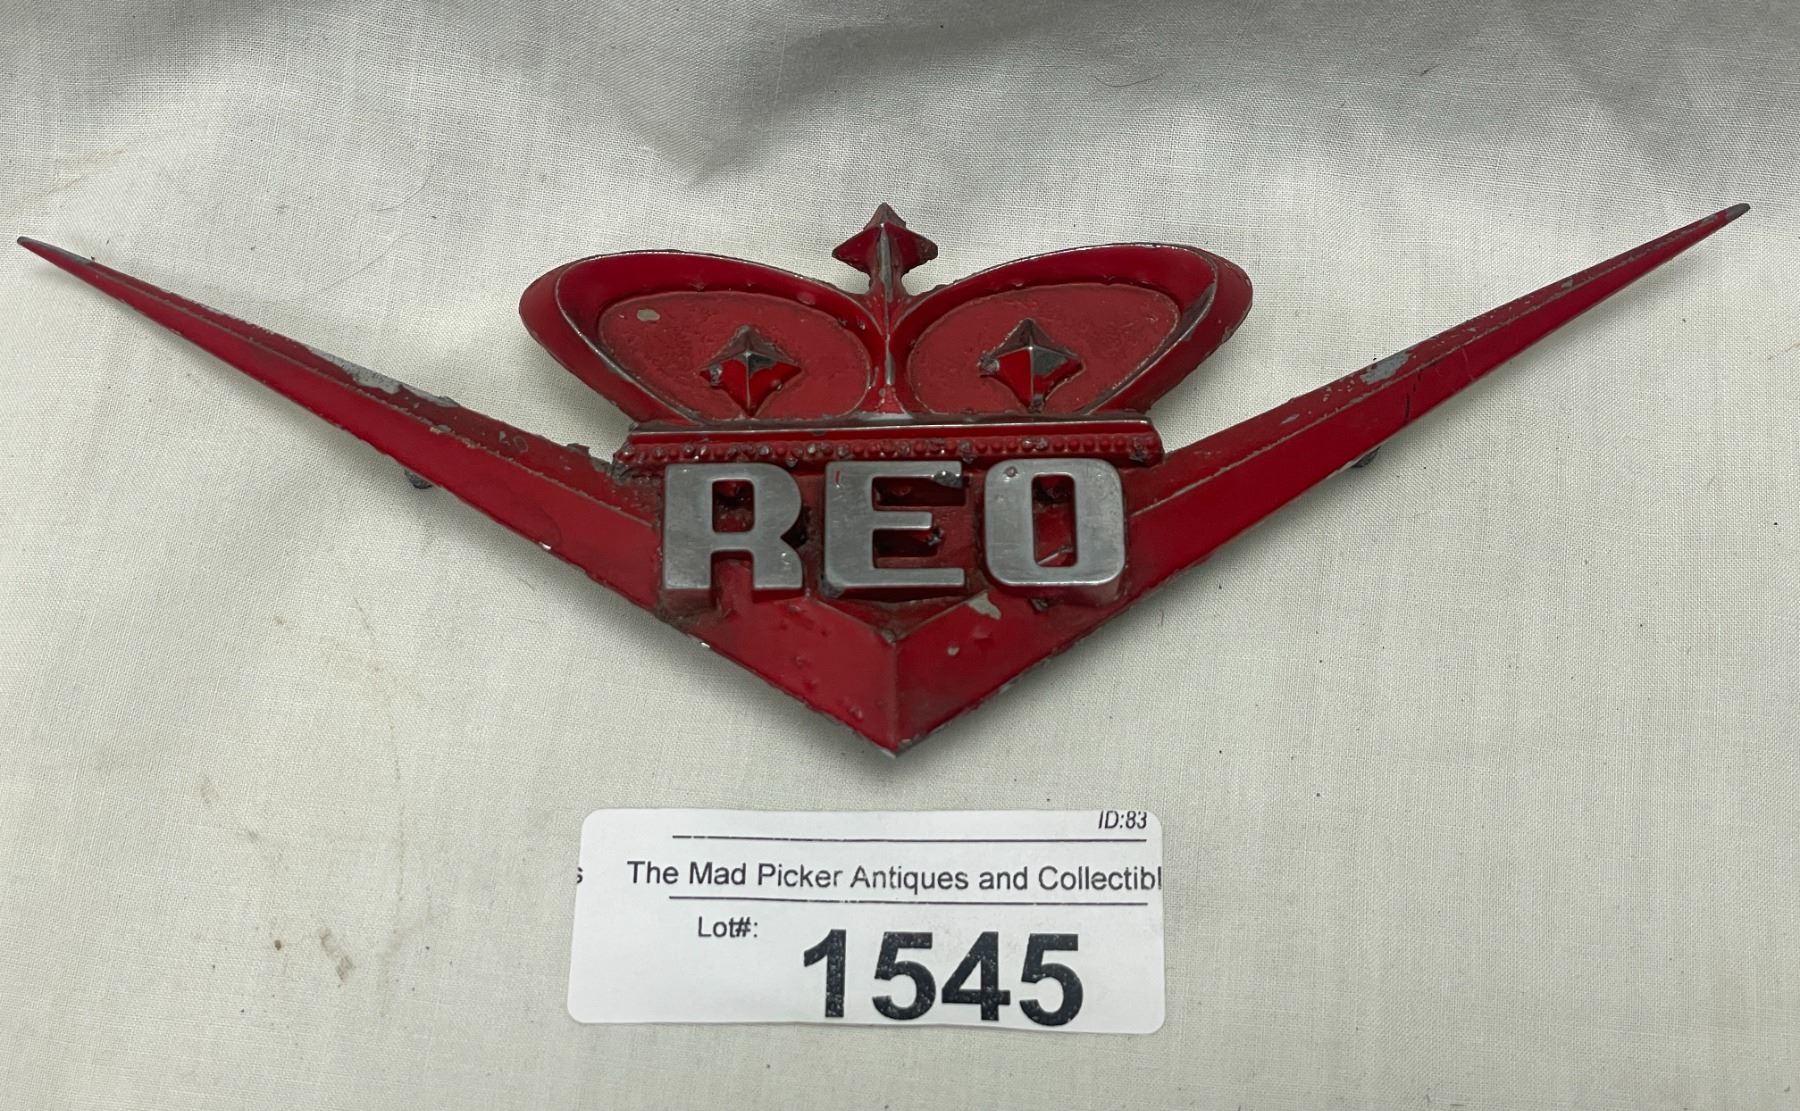 REO
ID:83
s The Mad Picker Antiques and Collectibl
Lot#:
1545